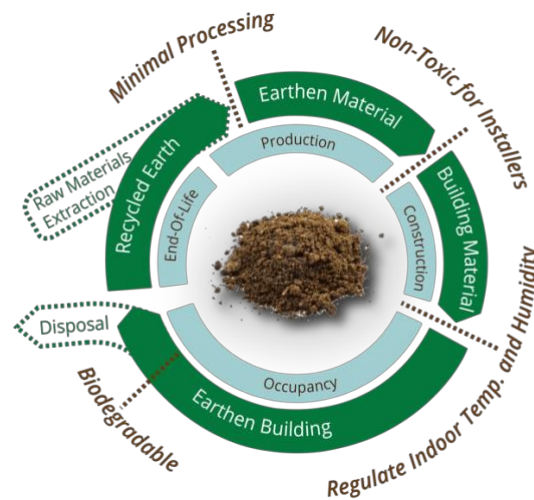 Minimal Processing
Non-Toxic for Installers
Earthen Material
Production
Raw Materials
Extraction
Recycled Earth
End-Of-Life
Construction
Building Material
Disposal
Occupancy
Earthen Building
Biodegradable
Regulate Indoor Temp. and Humidity